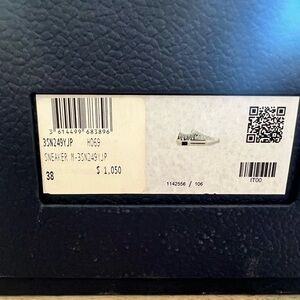 3 614499 683896
3SN249YJP H069
SNEAKER M-3SN249YJP
38 $ 1,050
1142556 / 106
IT00